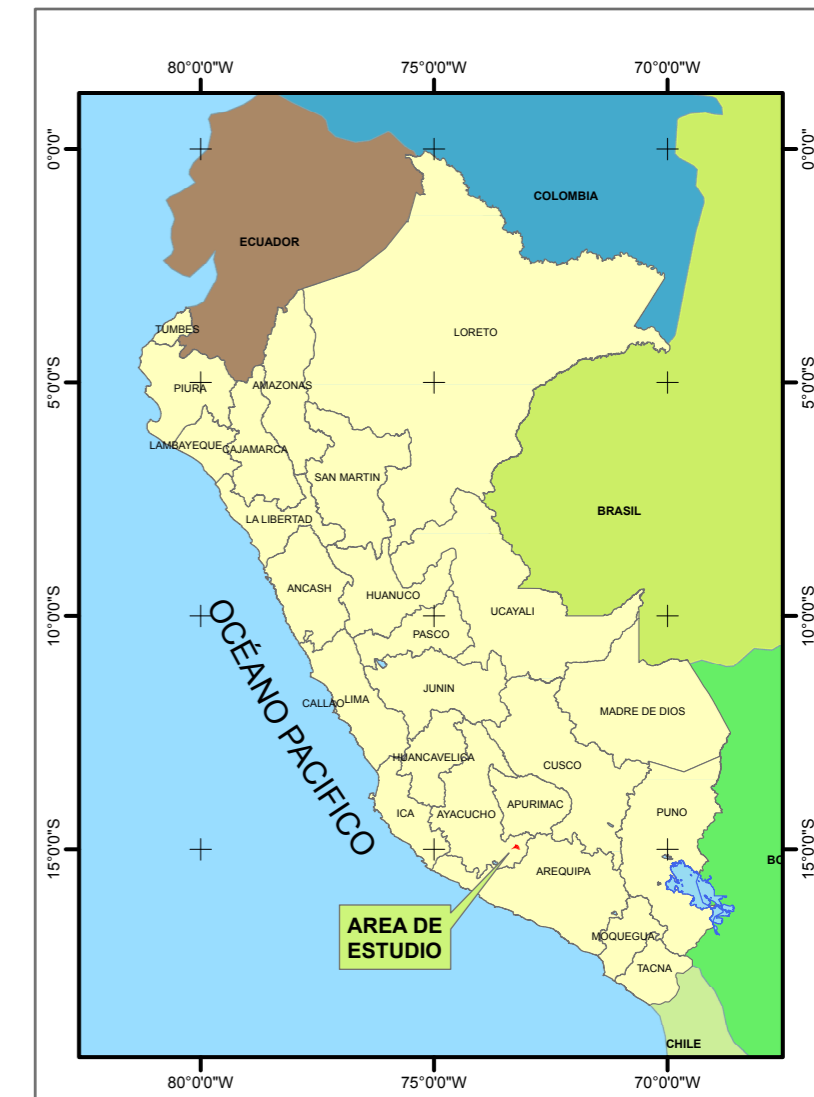 80°0'0"W
75°0'0"W
70°0'0"W
0°0'0"
0°0'0"
COLOMBIA
ECUADOR
TUMBES
LORETO
5°0'0"S
5°0'0"S
PIURA
AMAZONAS
LAMBAYEQUE
CAJAMARCA
SAN MARTIN
LA LIBERTAD
BRASIL
ANCASH
HUANUCO
UCAYALI
10°0'0"S
10°0'0"S
PASCO
OCÉANO PACIFICO
JUNIN
CALLAO
LIMA
MADRE DE DIOS
HUANCAVELICA
CUSCO
ICA
AYACUCHO
APURIMAC
PUNO
15°0'0"S
15°0'0"S
BO
AREQUIPA
AREA DE
ESTUDIO
MOQUEGUA
TACNA
CHILE
80°0'0"W
75°0'0"W
70°0'0"W